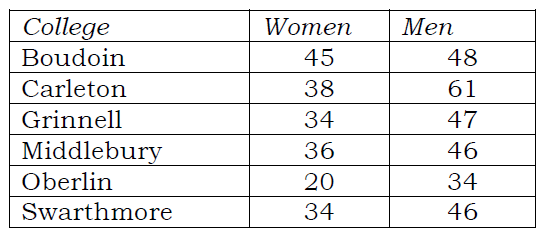 College Women Men
Boudoin 45 48
Carleton 38 61
Grinnell 34 47
Middlebury 36 46
Oberlin 20 34
Swarthmore 34 46